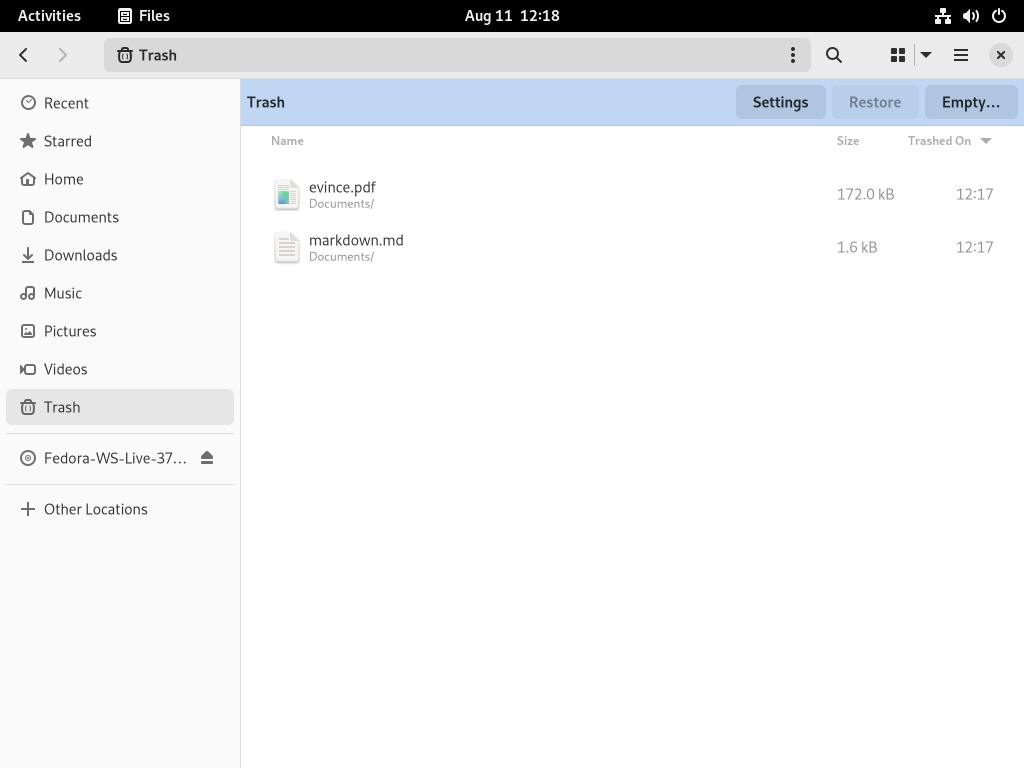 Activities
Files
Aug 11  12:18
Trash
Recent
Starred
Home
Documents
Downloads
Music
Pictures
Videos
Trash
Fedora-WS-Live-37…
Other Locations
Trash
Settings
Restore
Empty…
Name
Size
Trashed On
evince.pdf
Documents/
172.0 kB
12:17
markdown.md
Documents/
1.6 kB
12:17